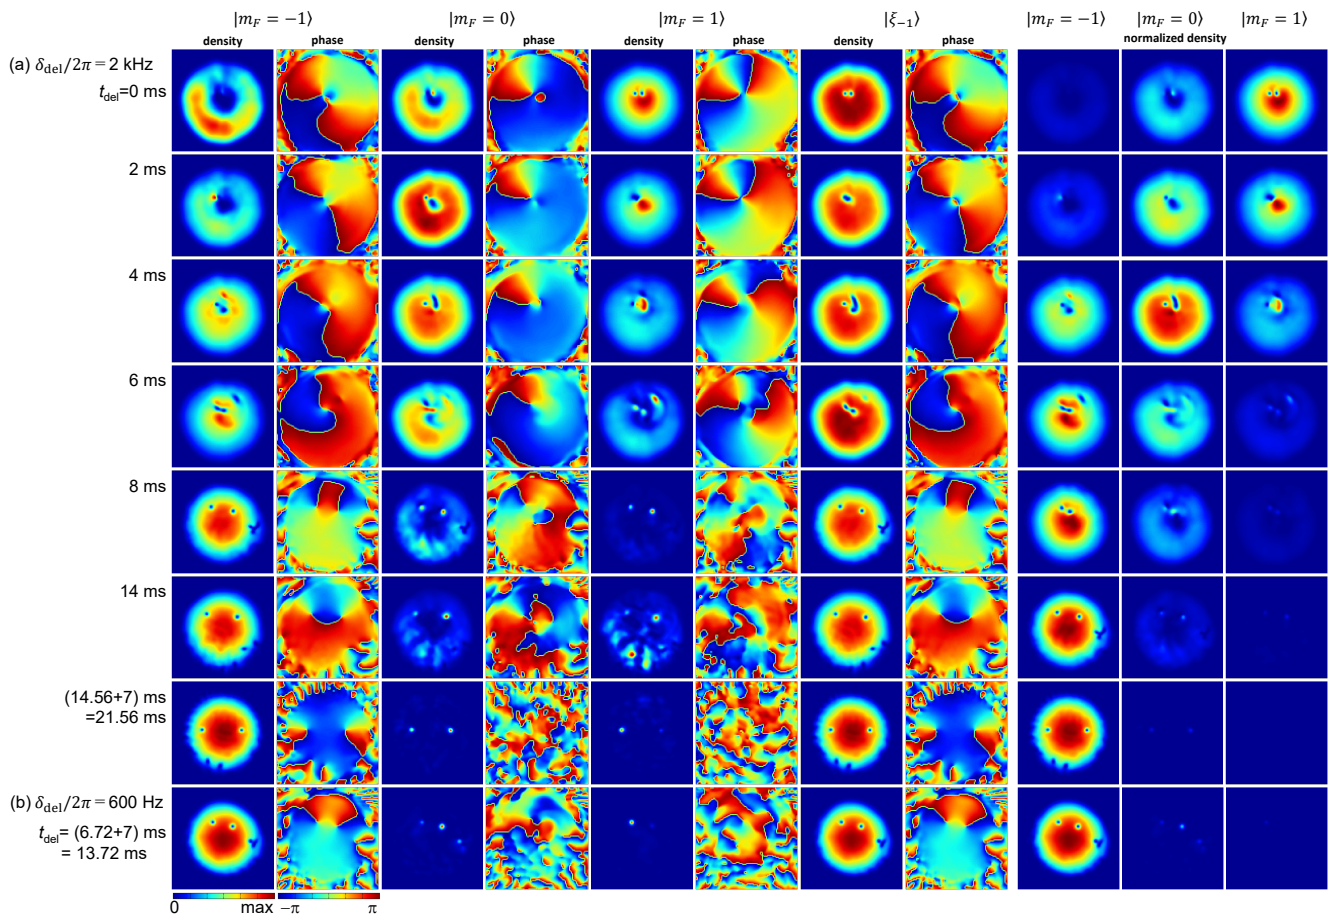 |m_F = −1⟩ |m_F = 0⟩ |m_F = 1⟩ |ξ_−1⟩ |m_F = −1⟩ |m_F = 0⟩ |m_F = 1⟩
density phase density phase density phase density phase normalized density
(a) δ_del/2π = 2 kHz
t_del=0 ms
2 ms
4 ms
6 ms
8 ms
14 ms
(14.56+7) ms
=21.56 ms
(b) δ_del/2π = 600 Hz
t_del= (6.72+7) ms
= 13.72 ms
0 max −π π